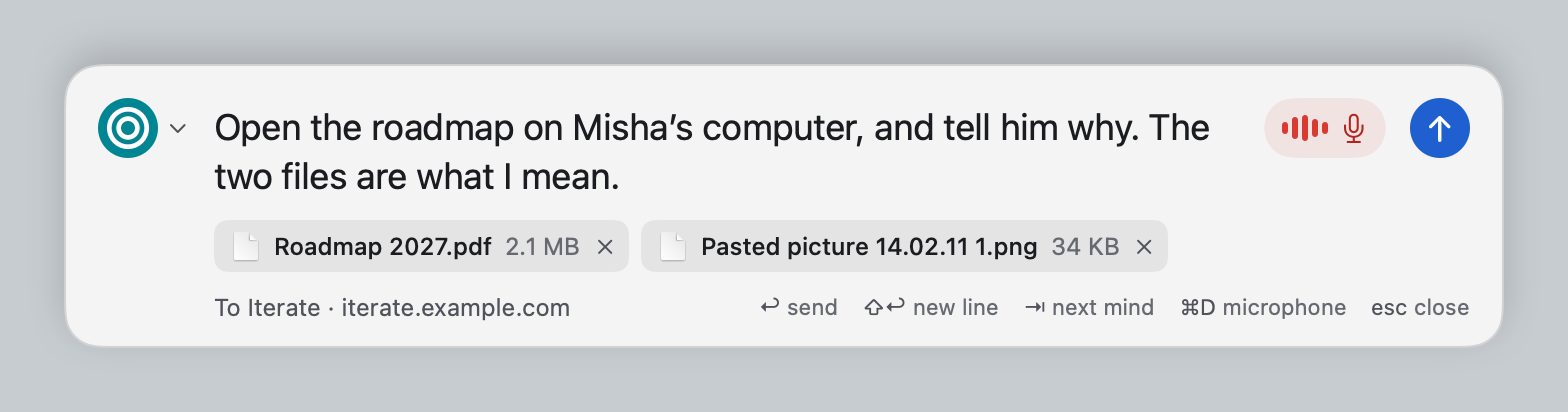 Open the roadmap on Misha’s computer, and tell him why. The
two files are what I mean.
Roadmap 2027.pdf 2.1 MB × Pasted picture 14.02.11 1.png 34 KB ×
To Iterate · iterate.example.com ↩ send ⇧↩ new line ⇥ next mind ⌘D microphone esc close